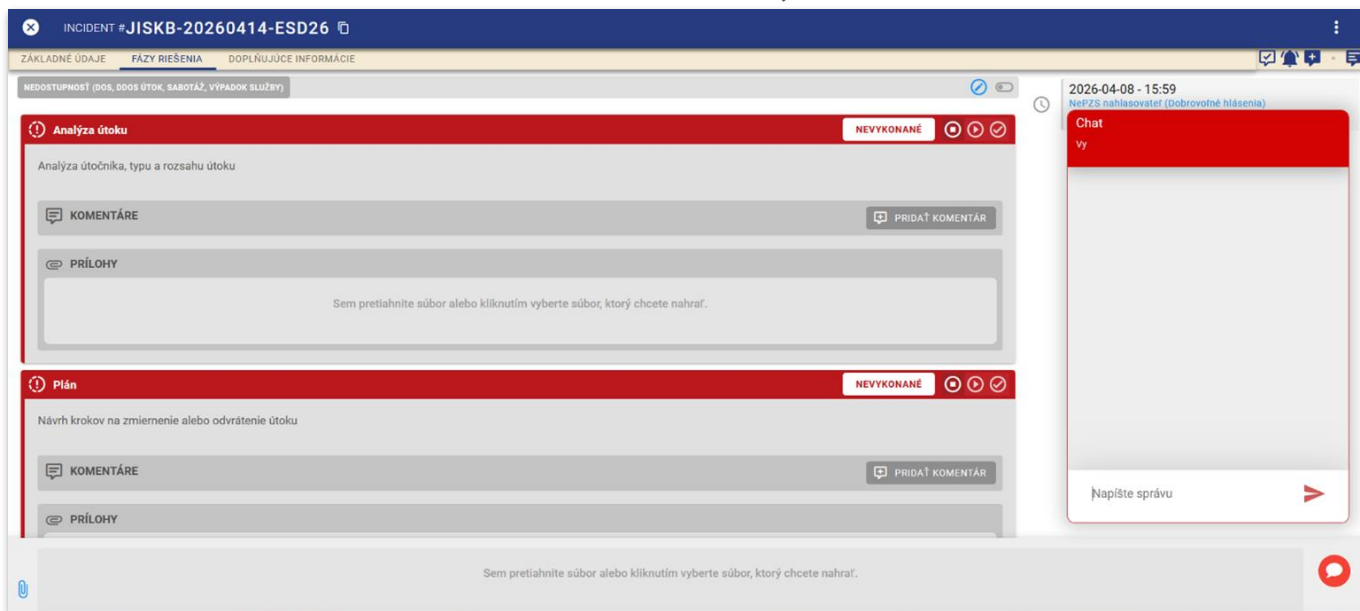 INCIDENT #JISKB-20260414-ESD26
ZÁKLADNÉ ÚDAJE FÁZY RIEŠENIA DOPLŇUJÚCE INFORMÁCIE
NEDOSTUPNOSŤ (DOS, DDOS ÚTOK, SABOTÁŽ, VÝPADOK SLUŽBY)
Analýza útoku NEVYKONANÉ
Analýza útočníka, typu a rozsahu útoku
KOMENTÁRE PRIDAŤ KOMENTÁR
PRÍLOHY
Sem pretiahnite súbor alebo kliknutím vyberte súbor, ktorý chcete nahrať.
Plán NEVYKONANÉ
Návrh krokov na zmiernenie alebo odvrátenie útoku
KOMENTÁRE PRIDAŤ KOMENTÁR
PRÍLOHY
2026-04-08 - 15:59
NePZS nahlasovateľ (Dobrovoľné hlásenia)
Chat
Vy
Napíšte správu
Sem pretiahnite súbor alebo kliknutím vyberte súbor, ktorý chcete nahrať.